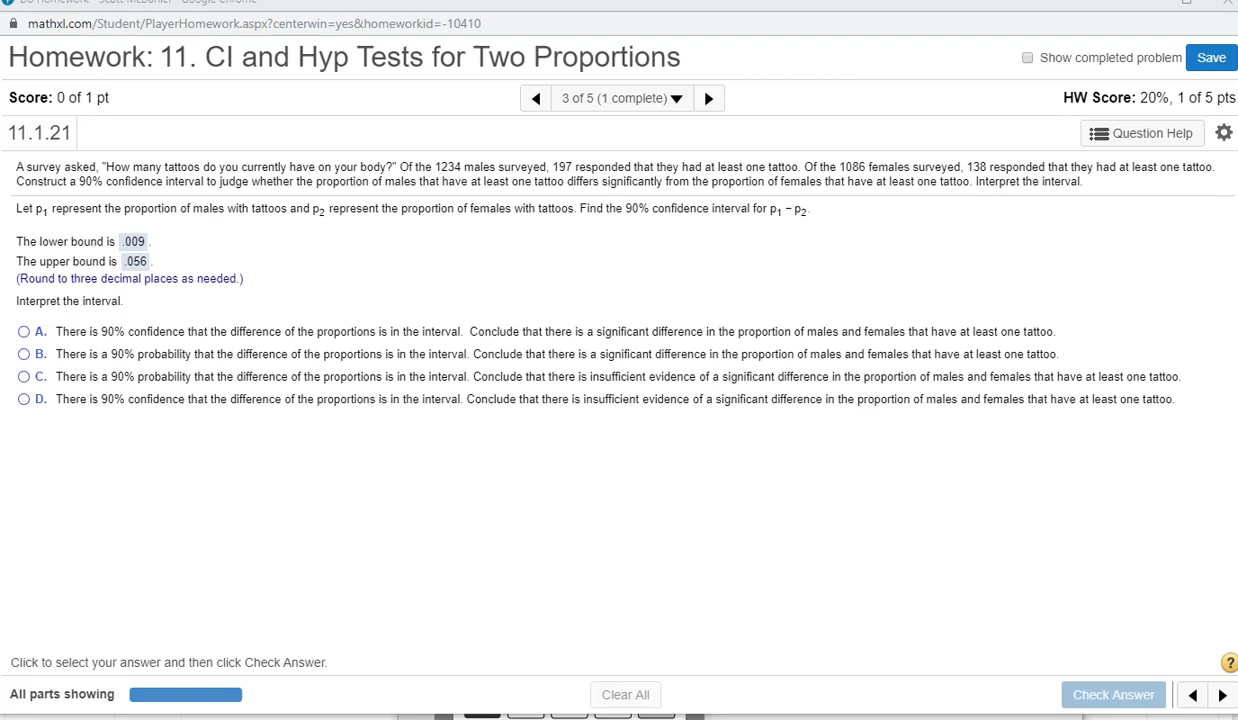 mathxl.com/Student/PlayerHomework.aspx?centerwin=yes&homeworkid=-10410
Homework: 11. CI and Hyp Tests for Two Proportions
Show completed problem
Save
Score: 0 of 1 pt
3 of 5 (1 complete)
HW Score: 20%, 1 of 5 pts
11.1.21
Question Help
A survey asked, "How many tattoos do you currently have on your body?" Of the 1234 males surveyed, 197 responded that they had at least one tattoo. Of the 1086 females surveyed, 138 responded that they had at least one tattoo.
Construct a 90% confidence interval to judge whether the proportion of males that have at least one tattoo differs significantly from the proportion of females that have at least one tattoo. Interpret the interval.
Let p1 represent the proportion of males with tattoos and p2 represent the proportion of females with tattoos. Find the 90% confidence interval for p1 − p2.
The lower bound is .009.
The upper bound is .056.
(Round to three decimal places as needed.)
Interpret the interval.
A. There is 90% confidence that the difference of the proportions is in the interval. Conclude that there is a significant difference in the proportion of males and females that have at least one tattoo.
B. There is a 90% probability that the difference of the proportions is in the interval. Conclude that there is a significant difference in the proportion of males and females that have at least one tattoo.
C. There is a 90% probability that the difference of the proportions is in the interval. Conclude that there is insufficient evidence of a significant difference in the proportion of males and females that have at least one tattoo.
D. There is 90% confidence that the difference of the proportions is in the interval. Conclude that there is insufficient evidence of a significant difference in the proportion of males and females that have at least one tattoo.
Click to select your answer and then click Check Answer.
?
All parts showing
Clear All
Check Answer